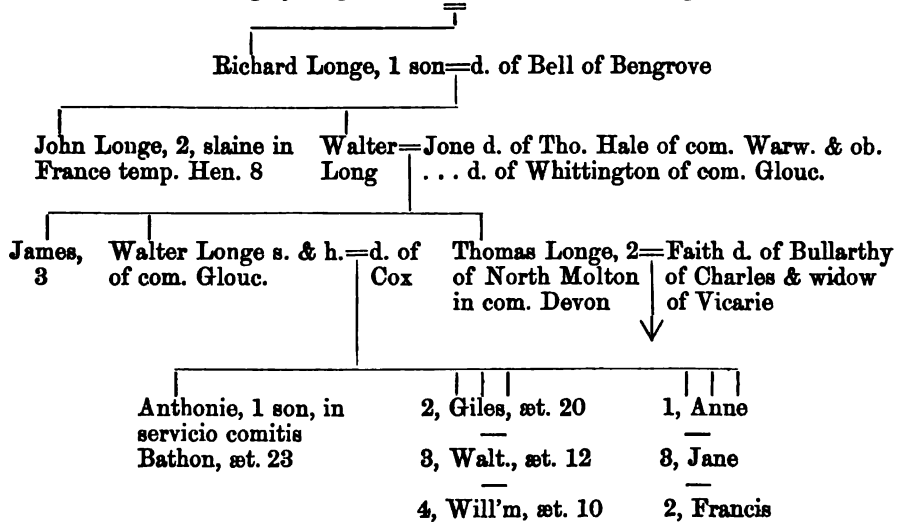 Richard Longe, 1 son=d. of Bell of Bengrove
John Longe, 2, slaine in
France temp. Hen. 8
Walter=Jone d. of Tho. Hale of com. Warw. & ob.
Long . . . d. of Whittington of com. Glouc.
James,
3
Walter Longe s. & h.=d. of
of com. Glouc. Cox
Thomas Longe, 2=Faith d. of Bullarthy
of North Molton of Charles & widow
in com. Devon of Vicarie
Anthonie, 1 son, in
servicio comitis
Bathon, æt. 23
2, Giles, æt. 20
3, Walt., æt. 12
4, Will'm, æt. 10
1, Anne
3, Jane
2, Francis